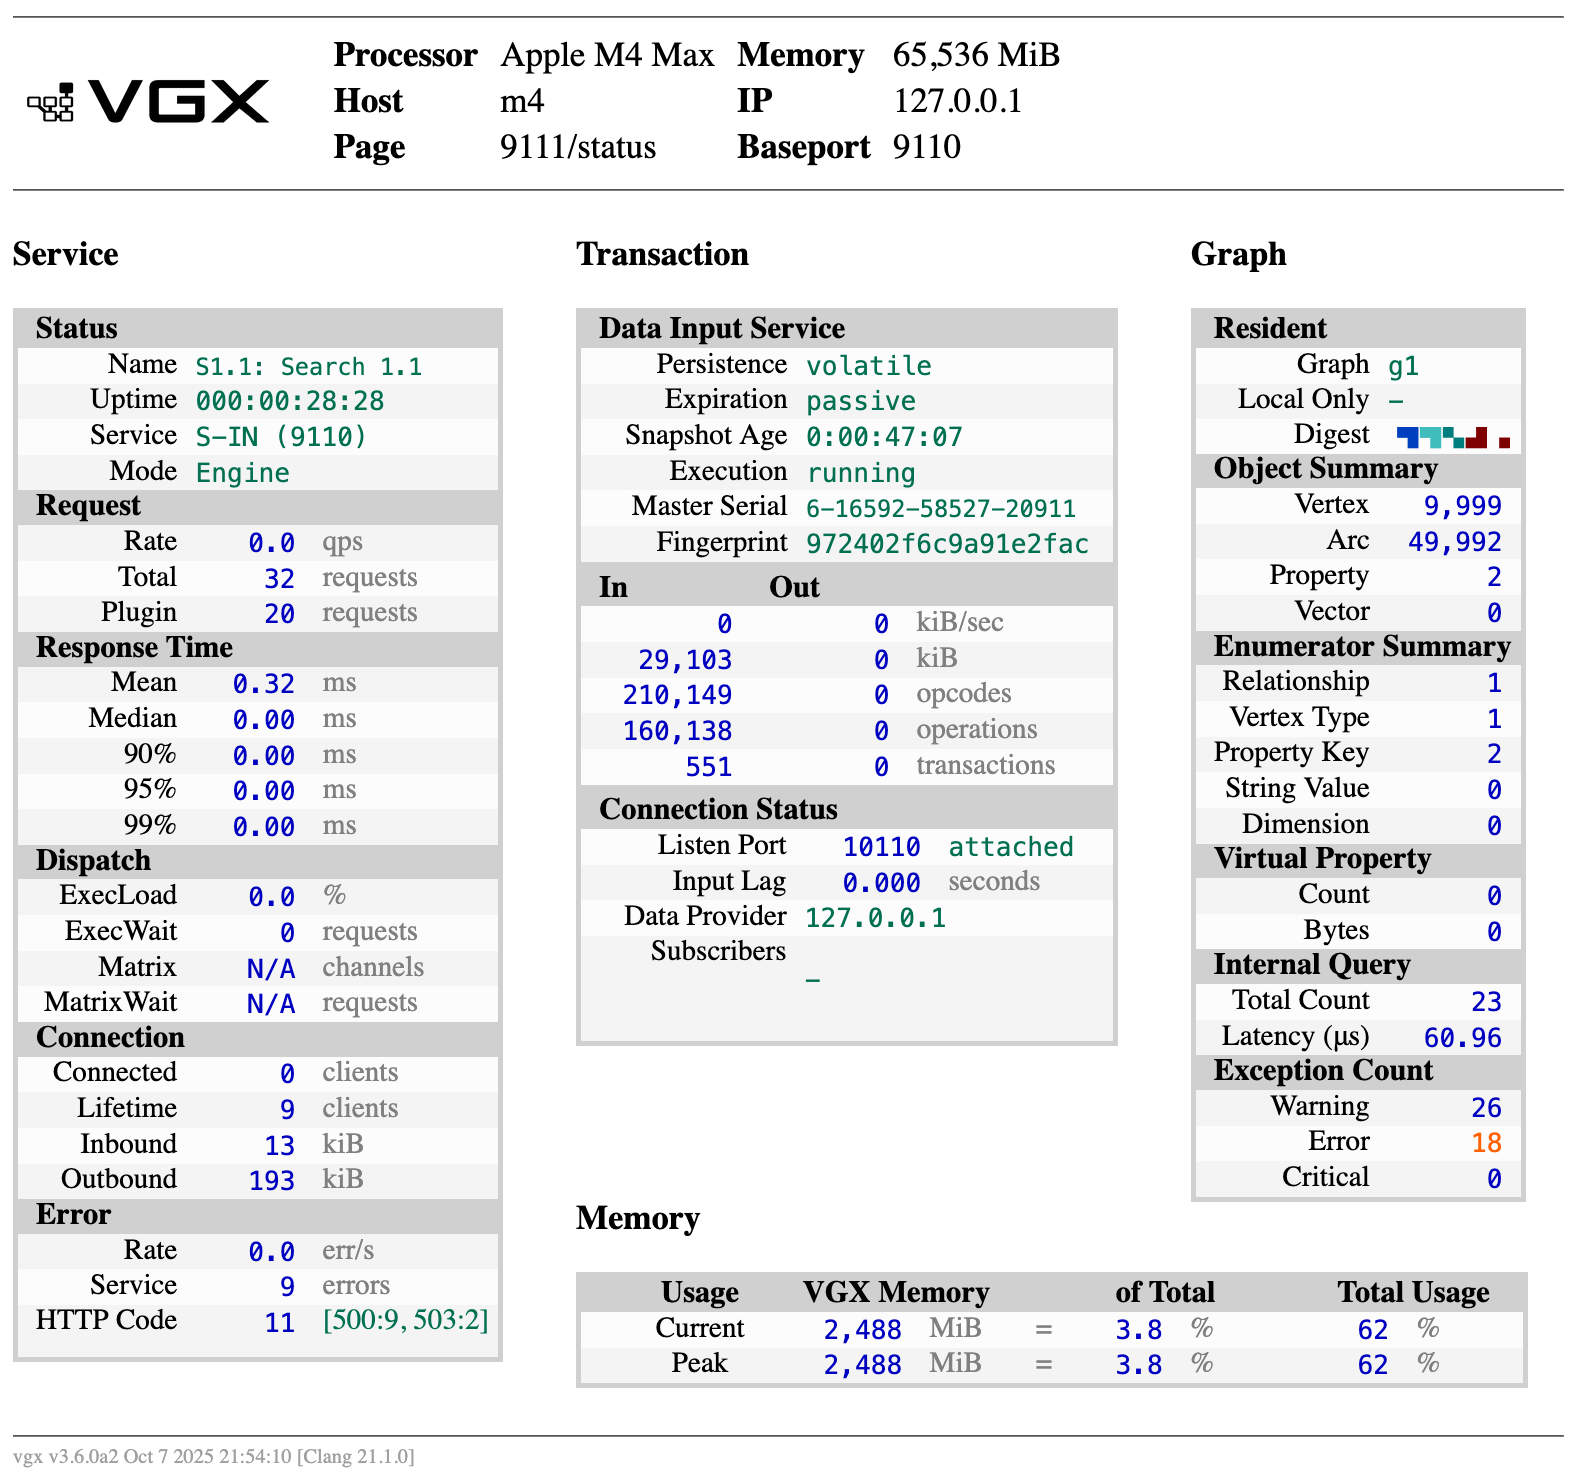 VGX
Processor Apple M4 Max Memory 65,536 MiB
Host m4 IP 127.0.0.1
Page 9111/status Baseport 9110
Service
Status
Name S1.1: Search 1.1
Uptime 000:00:28:28
Service S-IN (9110)
Mode Engine
Request
Rate 0.0 qps
Total 32 requests
Plugin 20 requests
Response Time
Mean 0.32 ms
Median 0.00 ms
90% 0.00 ms
95% 0.00 ms
99% 0.00 ms
Dispatch
ExecLoad 0.0 %
ExecWait 0 requests
Matrix N/A channels
MatrixWait N/A requests
Connection
Connected 0 clients
Lifetime 9 clients
Inbound 13 kiB
Outbound 193 kiB
Error
Rate 0.0 err/s
Service 9 errors
HTTP Code 11 [500:9, 503:2]
Transaction
Data Input Service
Persistence volatile
Expiration passive
Snapshot Age 0:00:47:07
Execution running
Master Serial 6-16592-58527-20911
Fingerprint 972402f6c9a91e2fac
In Out
0 0 kiB/sec
29,103 0 kiB
210,149 0 opcodes
160,138 0 operations
551 0 transactions
Connection Status
Listen Port 10110 attached
Input Lag 0.000 seconds
Data Provider 127.0.0.1
Subscribers
–
Graph
Resident
Graph g1
Local Only –
Digest
Object Summary
Vertex 9,999
Arc 49,992
Property 2
Vector 0
Enumerator Summary
Relationship 1
Vertex Type 1
Property Key 2
String Value 0
Dimension 0
Virtual Property
Count 0
Bytes 0
Internal Query
Total Count 23
Latency (µs) 60.96
Exception Count
Warning 26
Error 18
Critical 0
Memory
Usage VGX Memory of Total Total Usage
Current 2,488 MiB = 3.8 % 62 %
Peak 2,488 MiB = 3.8 % 62 %
vgx v3.6.0a2 Oct 7 2025 21:54:10 [Clang 21.1.0]